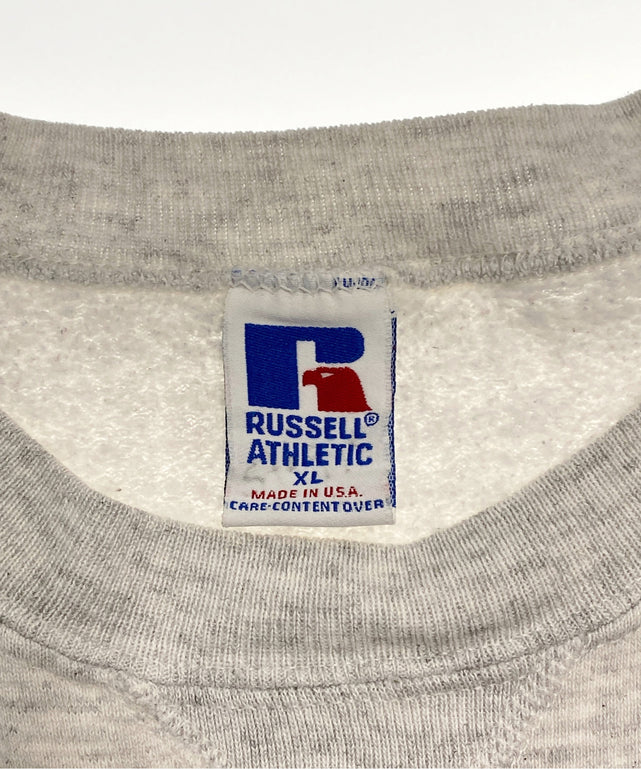 RUSSELL®
ATHLETIC
XL
MADE IN U.S.A.
CARE-CONTENT OVER